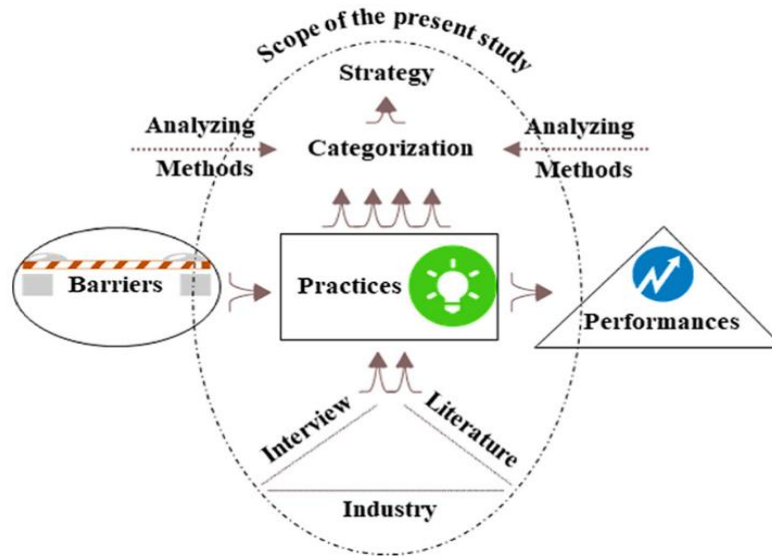 Scope of the present study
Strategy
Analyzing
Methods
Categorization
Analyzing
Methods
Barriers
Practices
Performances
Interview
Literature
Industry